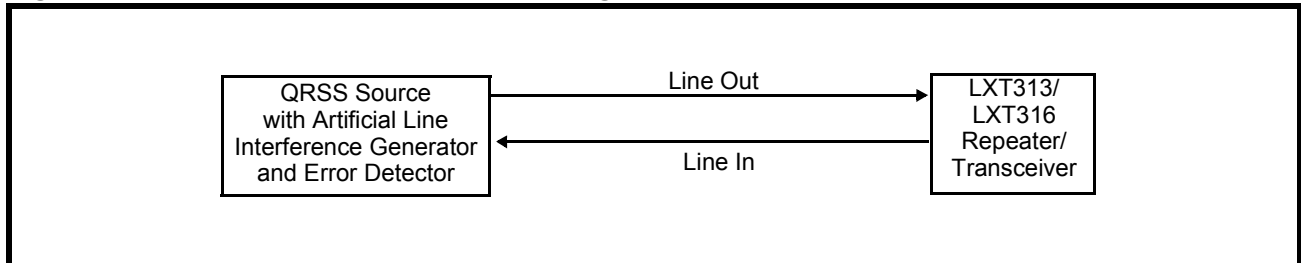 QRSS Source
with Artificial Line
Interference Generator
and Error Detector
Line Out
Line In
LXT313/
LXT316
Repeater/
Transceiver